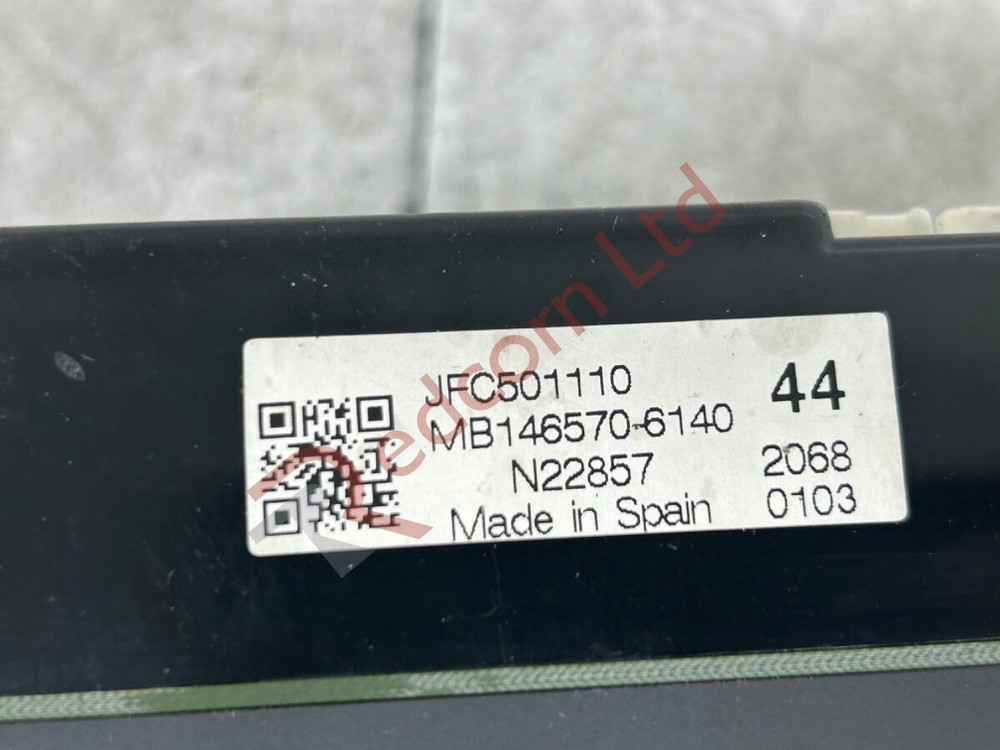 JFC501110
44
MB146570-6140
N22857
2068
Made in Spain
0103
Redcorn Ltd